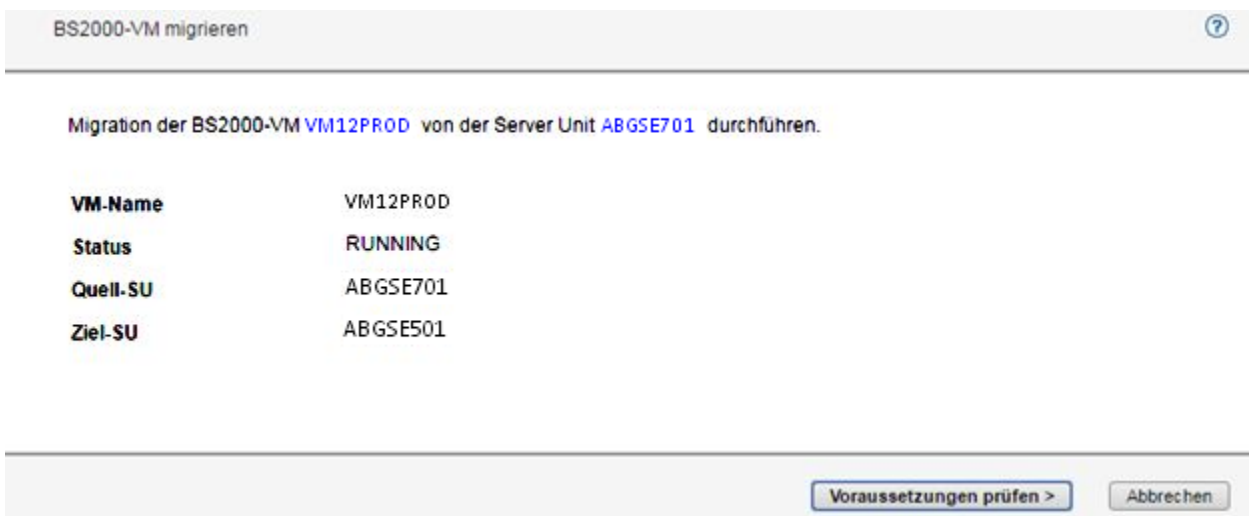 BS2000-VM migrieren
Migration der BS2000-VM VM12PROD von der Server Unit ABGSE701 durchführen.
VM-Name VM12PROD
Status RUNNING
Quell-SU ABGSE701
Ziel-SU ABGSE501
Voraussetzungen prüfen > Abbrechen